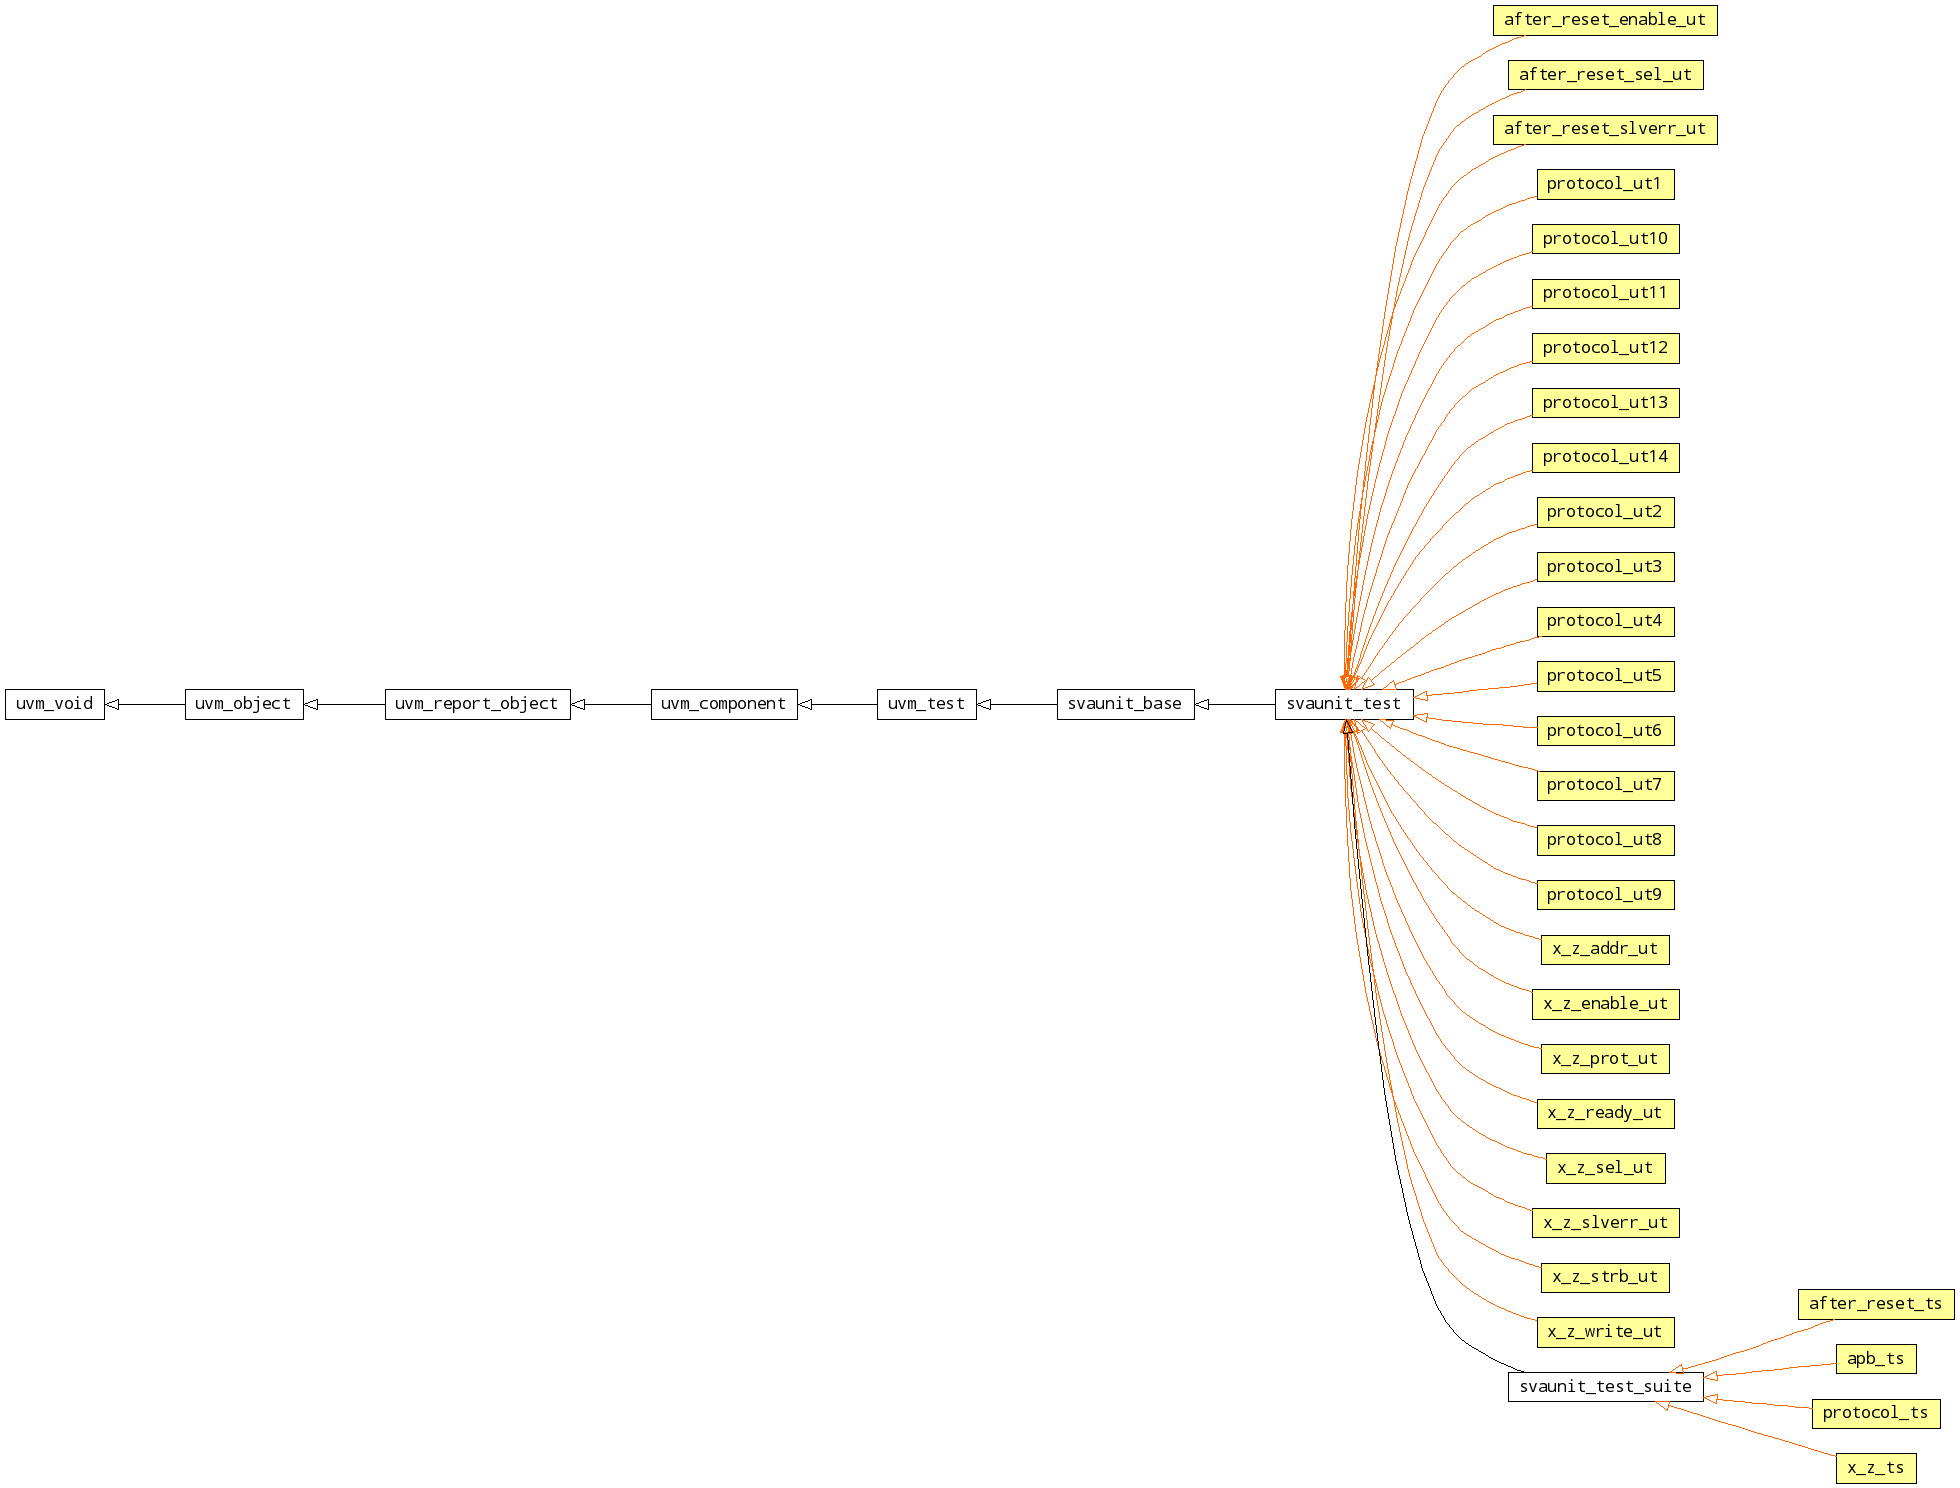 after_reset_enable_ut
after_reset_sel_ut
after_reset_slverr_ut
protocol_ut1
protocol_ut10
protocol_ut11
protocol_ut12
protocol_ut13
protocol_ut14
protocol_ut2
protocol_ut3
protocol_ut4
protocol_ut5
uvm_void
uvm_object
uvm_report_object
uvm_component
uvm_test
svaunit_base
svaunit_test
protocol_ut6
protocol_ut7
protocol_ut8
protocol_ut9
x_z_addr_ut
x_z_enable_ut
x_z_prot_ut
x_z_ready_ut
x_z_sel_ut
x_z_slverr_ut
x_z_strb_ut
x_z_write_ut
svaunit_test_suite
after_reset_ts
apb_ts
protocol_ts
x_z_ts